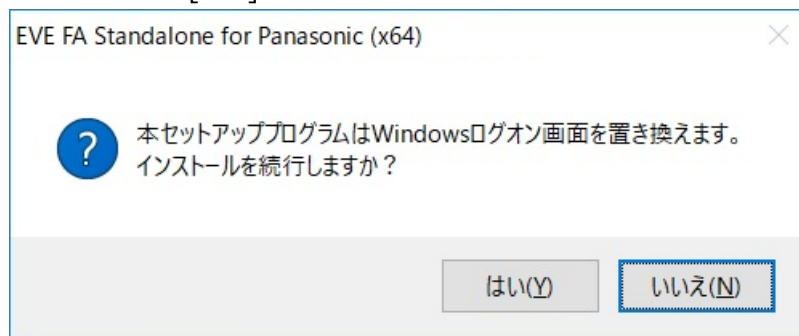 EVE FA Standalone for Panasonic (x64)
本セットアッププログラムはWindowsログオン画面を置き換えます。
インストールを続行しますか？
はい(Y)
いいえ(N)